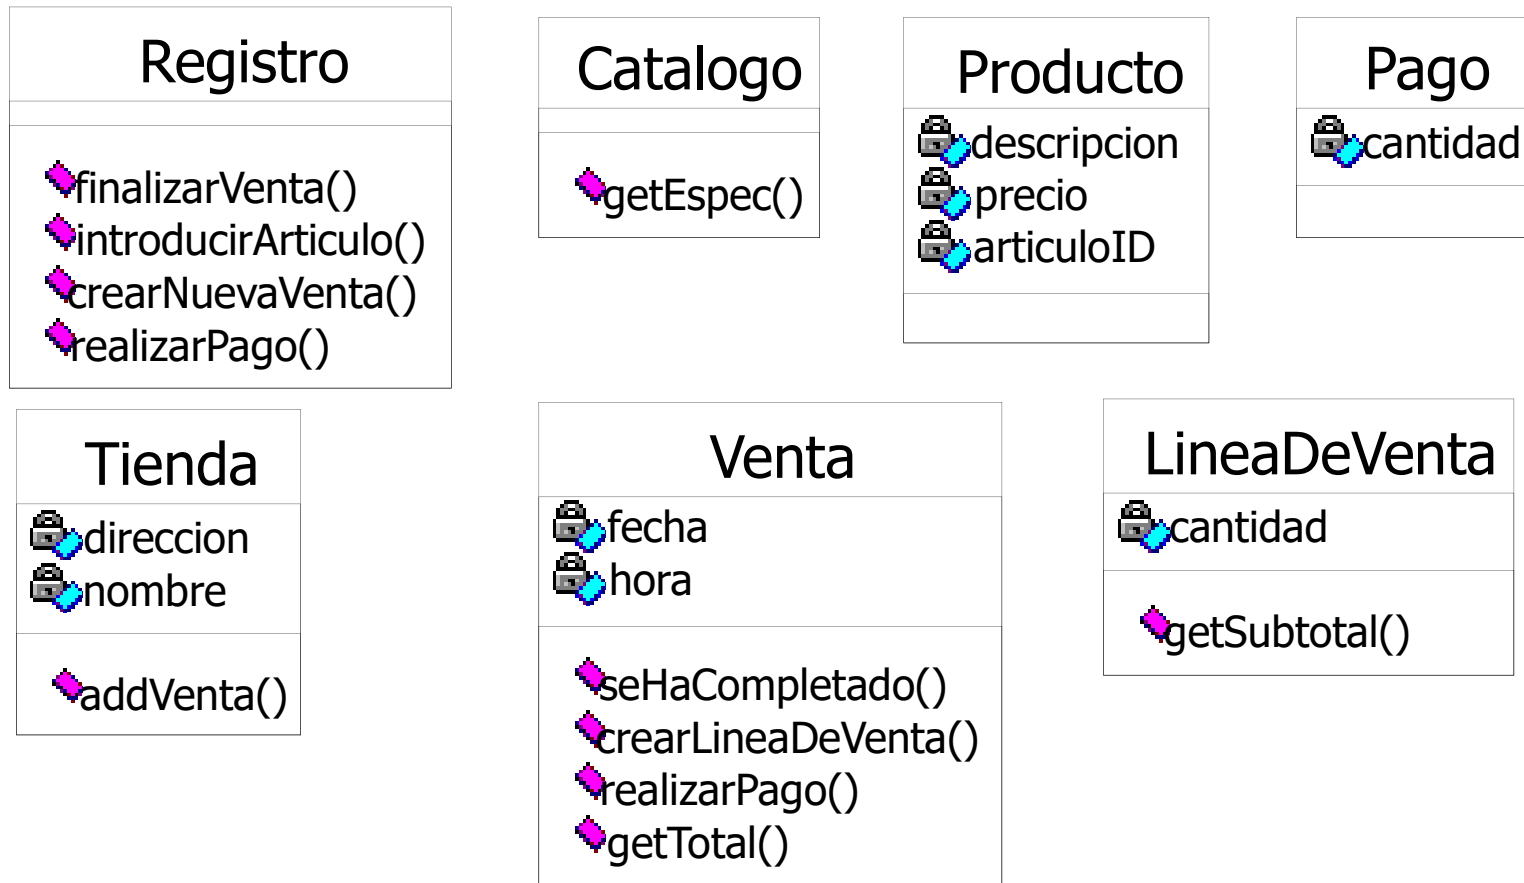 Registro
finalizarVenta()
introducirArticulo()
crearNuevaVenta()
realizarPago()
Catalogo
getEspec()
Producto
descripcion
precio
articuloID
Pago
cantidad
Tienda
direccion
nombre
addVenta()
Venta
fecha
hora
seHaCompletado()
crearLineaDeVenta()
realizarPago()
getTotal()
LineaDeVenta
cantidad
getSubtotal()